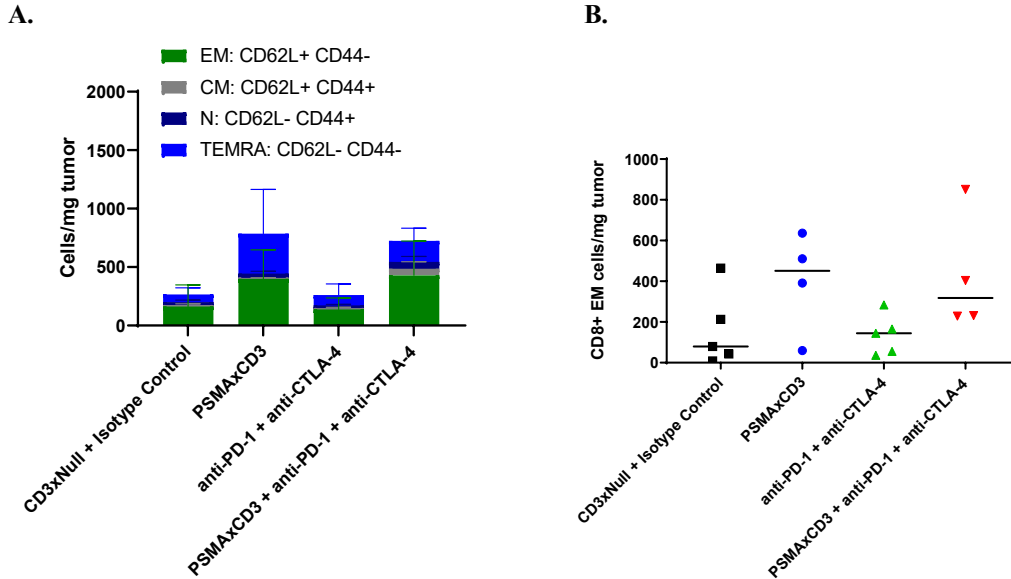 A.
EM: CD62L+ CD44-
CM: CD62L+ CD44+
N: CD62L- CD44+
TEMRA: CD62L- CD44-
2000
1500
1000
500
0
Cells/mg tumor
CD3xNull + Isotype Control
PSMAxCD3
anti-PD-1 + anti-CTLA-4
PSMAxCD3 + anti-PD-1 + anti-CTLA-4
B.
1000
800
600
400
200
0
CD8+ EM cells/mg tumor
CD3xNull + Isotype Control
PSMAxCD3
anti-PD-1 + anti-CTLA-4
PSMAxCD3 + anti-PD-1 + anti-CTLA-4